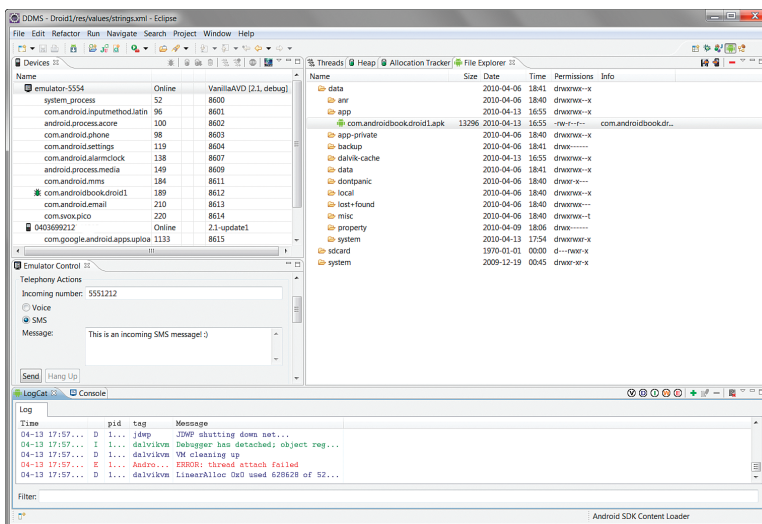 DDMS - Droid1/res/values/strings.xml - Eclipse
File Edit Refactor Run Navigate Search Project Window Help
Devices
Name
emulator-5554 Online VanillaAVD [2.1, debug]
system_process 52 8600
com.android.inputmethod.latin 96 8601
android.process.acore 100 8602
com.android.phone 98 8603
com.android.settings 119 8604
com.android.alarmclock 138 8607
android.process.media 149 8609
com.android.mms 184 8611
com.androidbook.droid1 189 8612
com.android.email 210 8613
com.svox.pico 220 8614
0403699212 Online 2.1-update1
com.google.android.apps.uploa 1133 8615
Threads Heap Allocation Tracker File Explorer
Name Size Date Time Permissions Info
data 2010-04-06 18:41 drwxrwx--x
anr 2010-04-06 18:40 drwxrwx--x
app 2010-04-13 16:55 drwxrwx--x
com.androidbook.droid1.apk 13296 2010-04-13 16:55 -rw-r--r-- com.androidbook.dr...
app-private 2010-04-06 18:40 drwxrwx--x
backup 2010-04-06 18:41 drwx------
dalvik-cache 2010-04-13 16:55 drwxrwx--x
data 2010-04-06 18:41 drwxrwx--x
dontpanic 2010-04-06 18:40 drwxr-x---
local 2010-04-06 18:40 drwxrwx--x
lost+found 2010-04-06 18:40 drwxrwx---
misc 2010-04-06 18:40 drwxrwx--t
property 2010-04-09 18:06 drwx------
system 2010-04-13 17:54 drwxrwxr-x
sdcard 1970-01-01 00:00 d---rwxr-x
system 2009-12-19 00:45 drwxr-xr-x
Emulator Control
Telephony Actions
Incoming number: 5551212
Voice
SMS
Message: This is an incoming SMS message! :)
Send Hang Up
LogCat Console
V D I W E
Log
Time pid tag Message
04-13 17:57... D 1... jdwp JDWP shutting down net...
04-13 17:57... I 1... dalvikvm Debugger has detached; object reg...
04-13 17:57... D 1... dalvikvm VM cleaning up
04-13 17:57... E 1... Andro... ERROR: thread attach failed
04-13 17:57... D 1... dalvikvm LinearAlloc 0x0 used 628628 of 52...
Filter:
Android SDK Content Loader